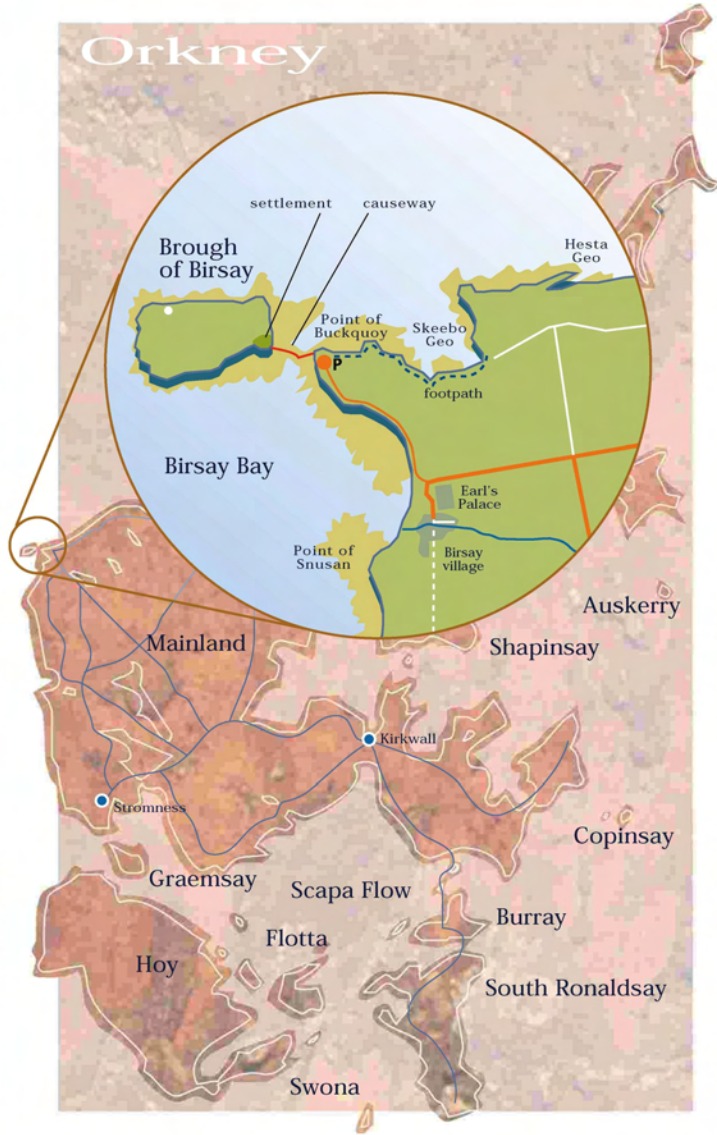 Orkney
settlement
causeway
Brough
of Birsay
Hesta
Geo
Point of
Buckquoy
Skeebo
Geo
P
footpath
Birsay Bay
Earl's
Palace
Point of
Snusan
Birsay
village
Auskerry
Mainland
Shapinsay
Kirkwall
Stromness
Copinsay
Graemsay
Scapa Flow
Burray
Flotta
Hoy
South Ronaldsay
Swona